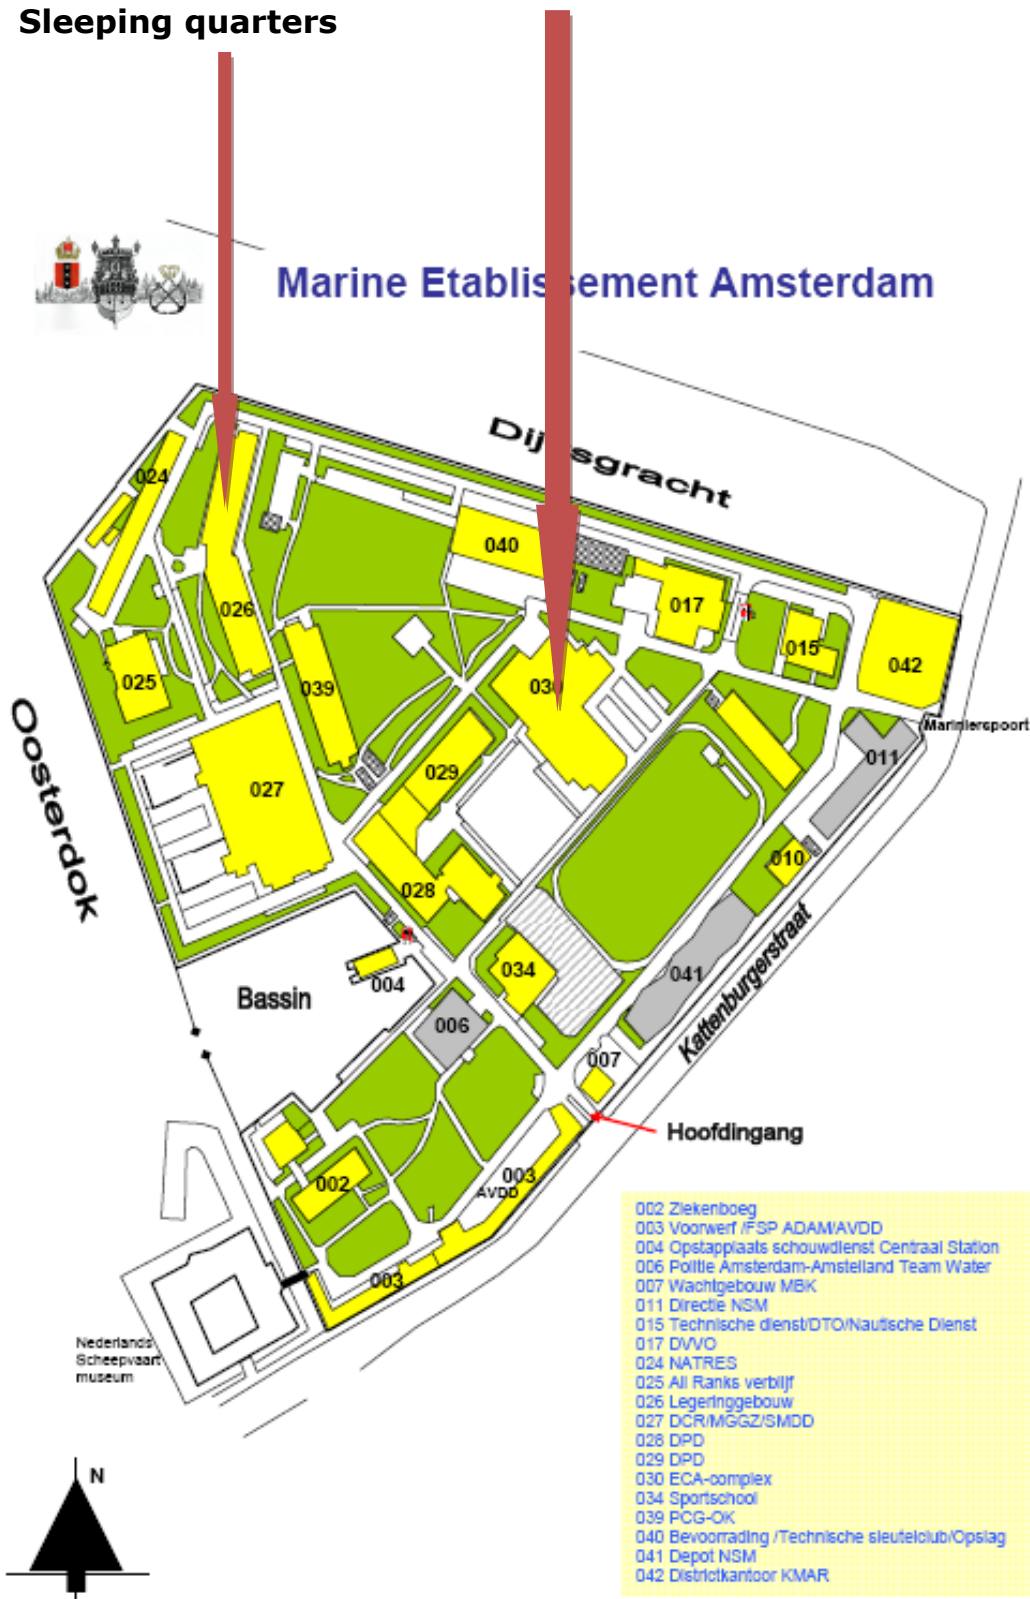 Sleeping quarters
Marine Etablissement Amsterdam
Dijksgracht
024
040
026
017
015
042
025
039
030
Marinierspoort
011
Oosterdok
029
027
010
028
034
041
004
Bassin
006
Kattenburgerstraat
007
Hoofdingang
003
AVDD
002
003
Nederlands
Scheepvaart
museum
N
002 Ziekenboeg
003 Voorwerf /FSP ADAM/AVDD
004 Opstapplaats schouwdienst Centraal Station
006 Politie Amsterdam-Amstelland Team Water
007 Wachtgebouw MBK
011 Directie NSM
015 Technische dienst/DTO/Nautische Dienst
017 DVVO
024 NATRES
025 All Ranks verblijf
026 Legeringgebouw
027 DCR/MGGZ/SMDD
028 DPD
029 DPD
030 ECA-complex
034 Sportschool
039 PCG-OK
040 Bevoorrading /Technische sleutelclub/Opslag
041 Depot NSM
042 Districtkantoor KMAR